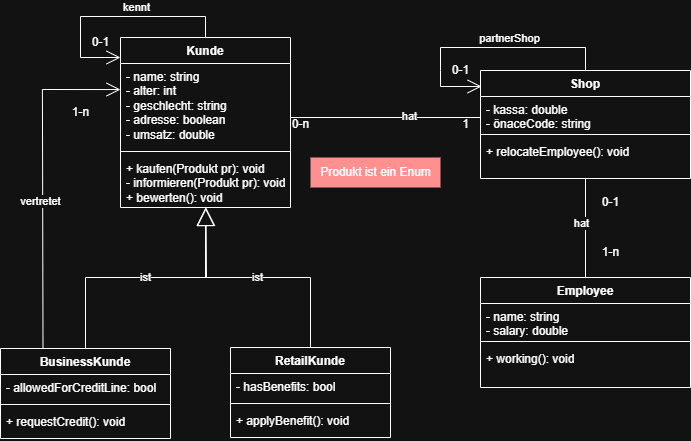 kennt
0-1
Kunde
- name: string
- alter: int
- geschlecht: string
- adresse: boolean
- umsatz: double
+ kaufen(Produkt pr): void
- informieren(Produkt pr): void
+ bewerten(): void
1-n
vertretet
0-n
hat
1
partnerShop
0-1
Shop
- kassa: double
- önaceCode: string
+ relocateEmployee(): void
Produkt ist ein Enum
0-1
hat
1-n
ist
ist
Employee
- name: string
- salary: double
+ working(): void
BusinessKunde
- allowedForCreditLine: bool
+ requestCredit(): void
RetailKunde
- hasBenefits: bool
+ applyBenefit(): void